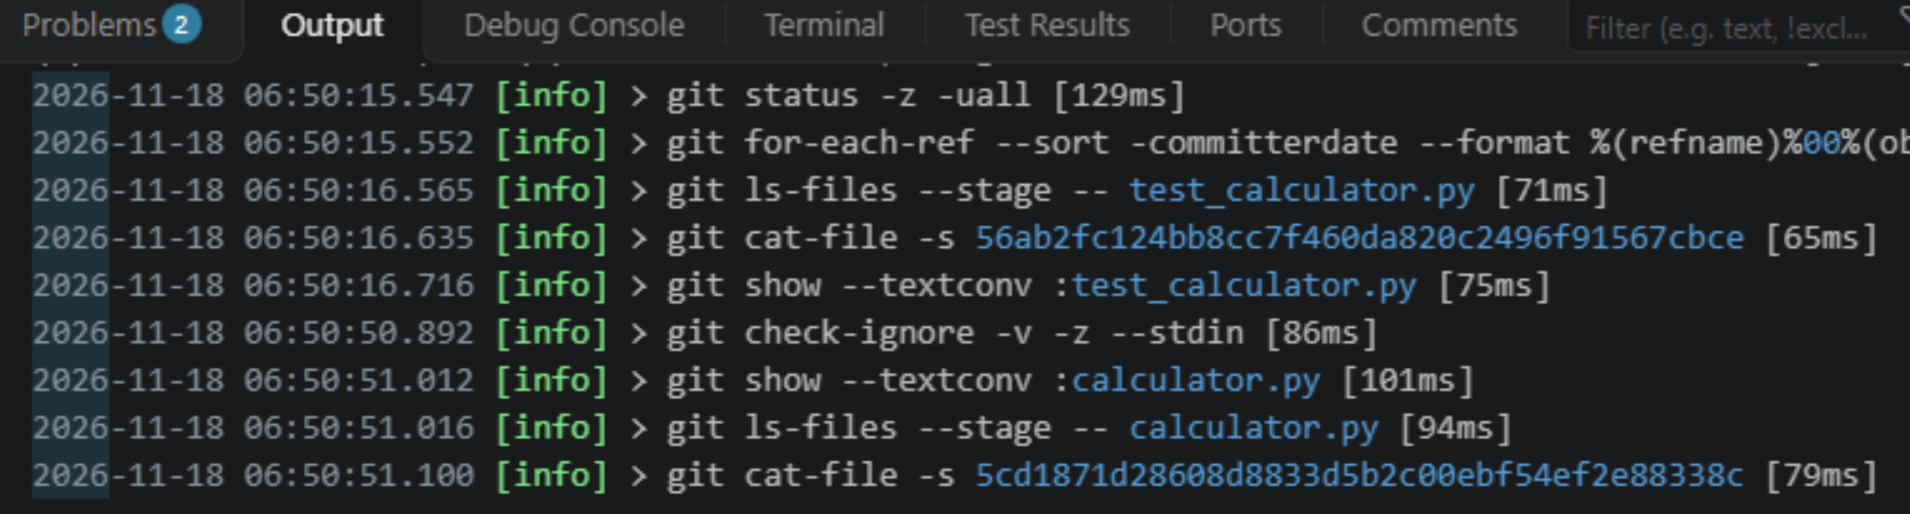 Problems 2 Output Debug Console Terminal Test Results Ports Comments Filter (e.g. text, !excl...
2026-11-18 06:50:15.547 [info] > git status -z -uall [129ms]
2026-11-18 06:50:15.552 [info] > git for-each-ref --sort -committerdate --format %(refname)%00%(ob
2026-11-18 06:50:16.565 [info] > git ls-files --stage -- test_calculator.py [71ms]
2026-11-18 06:50:16.635 [info] > git cat-file -s 56ab2fc124bb8cc7f460da820c2496f91567cbce [65ms]
2026-11-18 06:50:16.716 [info] > git show --textconv :test_calculator.py [75ms]
2026-11-18 06:50:50.892 [info] > git check-ignore -v -z --stdin [86ms]
2026-11-18 06:50:51.012 [info] > git show --textconv :calculator.py [101ms]
2026-11-18 06:50:51.016 [info] > git ls-files --stage -- calculator.py [94ms]
2026-11-18 06:50:51.100 [info] > git cat-file -s 5cd1871d28608d8833d5b2c00ebf54ef2e88338c [79ms]